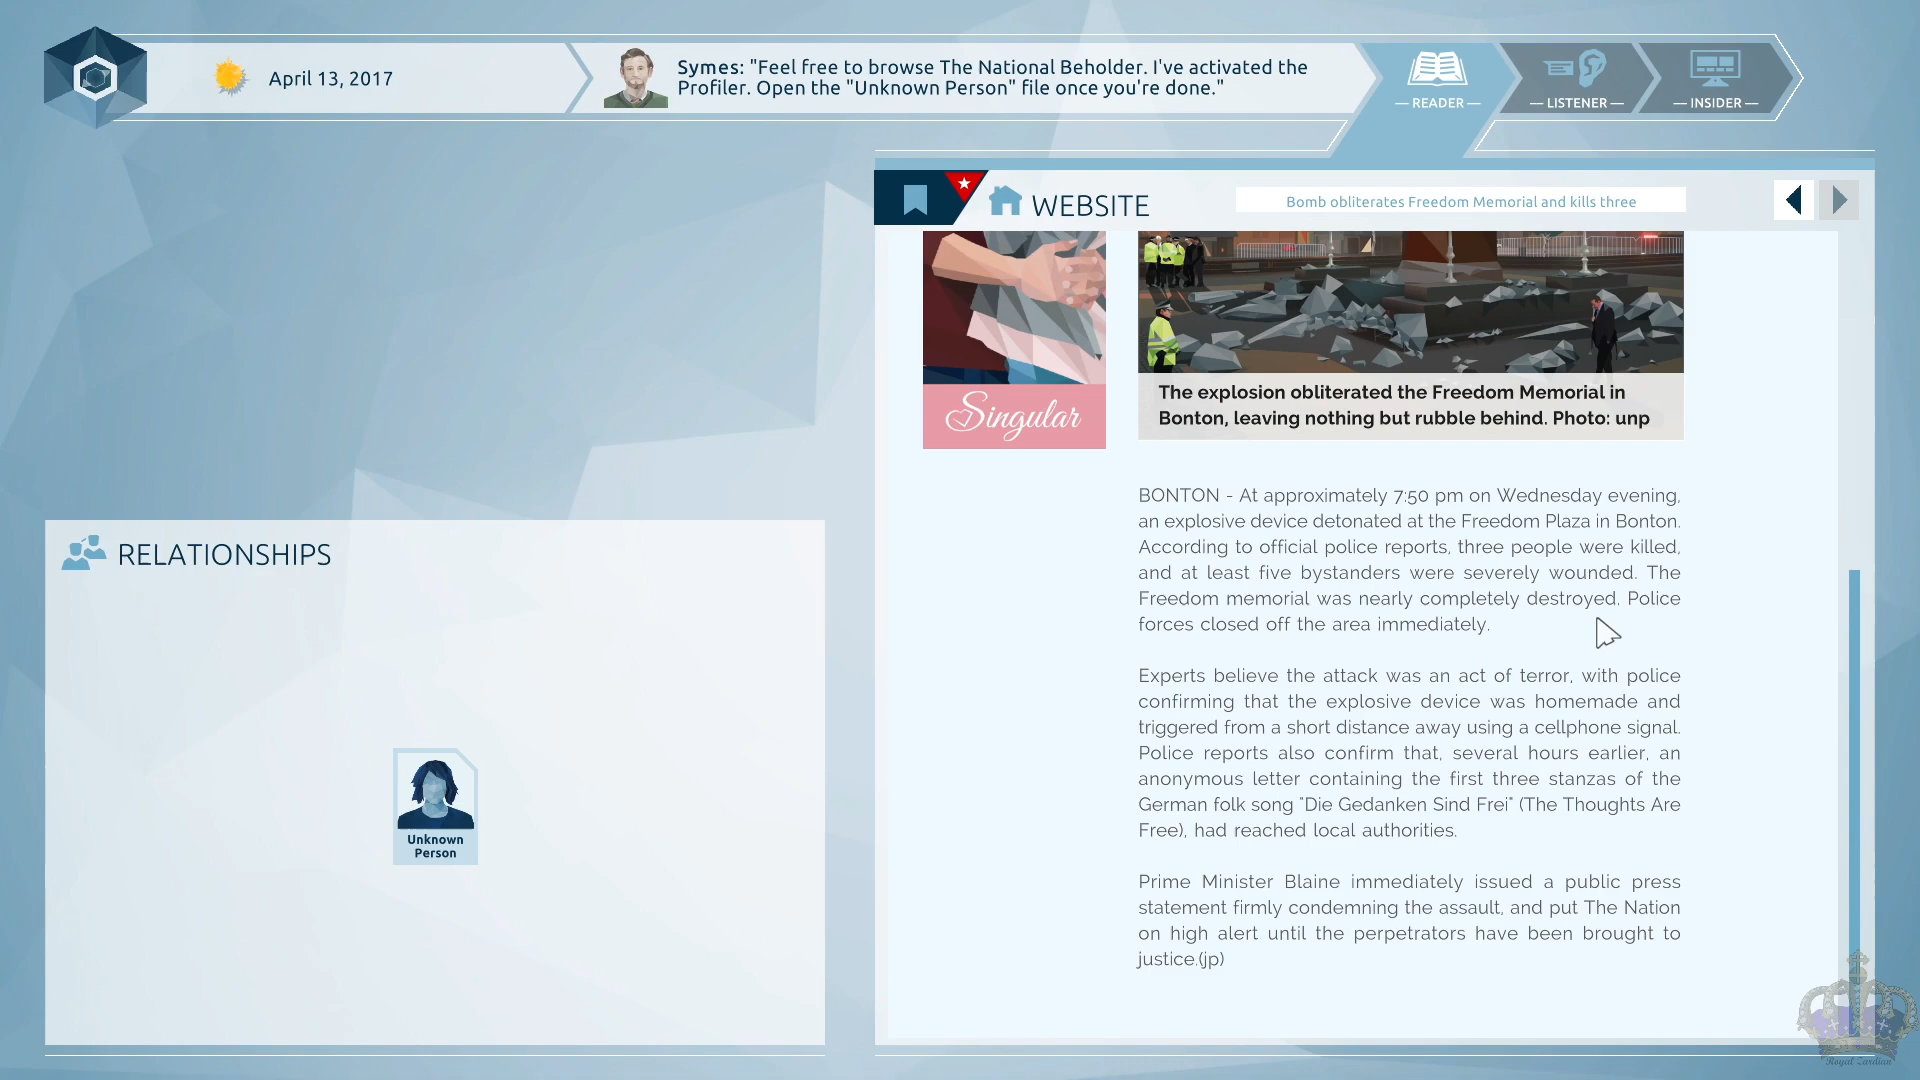 April 13, 2017
Symes: "Feel free to browse The National Beholder. I've activated the
Profiler. Open the "Unknown Person" file once you're done."
— READER —
— LISTENER —
— INSIDER —
WEBSITE
Bomb obliterates Freedom Memorial and kills three
Singular
The explosion obliterated the Freedom Memorial in
Bonton, leaving nothing but rubble behind. Photo: unp
BONTON - At approximately 7:50 pm on Wednesday evening,
an explosive device detonated at the Freedom Plaza in Bonton.
According to official police reports, three people were killed,
and at least five bystanders were severely wounded. The
Freedom memorial was nearly completely destroyed. Police
forces closed off the area immediately.
Experts believe the attack was an act of terror, with police
confirming that the explosive device was homemade and
triggered from a short distance away using a cellphone signal.
Police reports also confirm that, several hours earlier, an
anonymous letter containing the first three stanzas of the
German folk song "Die Gedanken Sind Frei" (The Thoughts Are
Free), had reached local authorities.
Prime Minister Blaine immediately issued a public press
statement firmly condemning the assault, and put The Nation
on high alert until the perpetrators have been brought to
justice.(jp)
RELATIONSHIPS
Unknown
Person
Royal Zardian